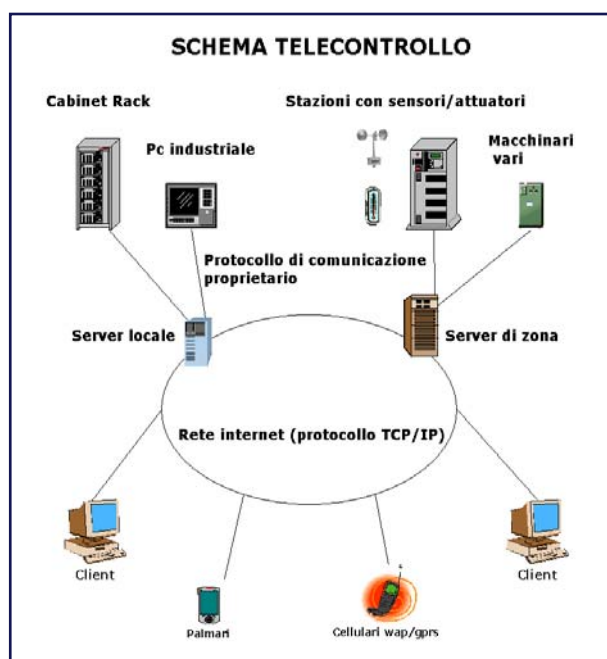 SCHEMA TELECONTROLLO
Cabinet Rack
Stazioni con sensori/attuatori
Pc industriale
Macchinari
vari
Protocollo di comunicazione
proprietario
Server locale
Server di zona
Rete internet (protocollo TCP/IP)
Client
Client
Palmari
Cellulari wap/gprs